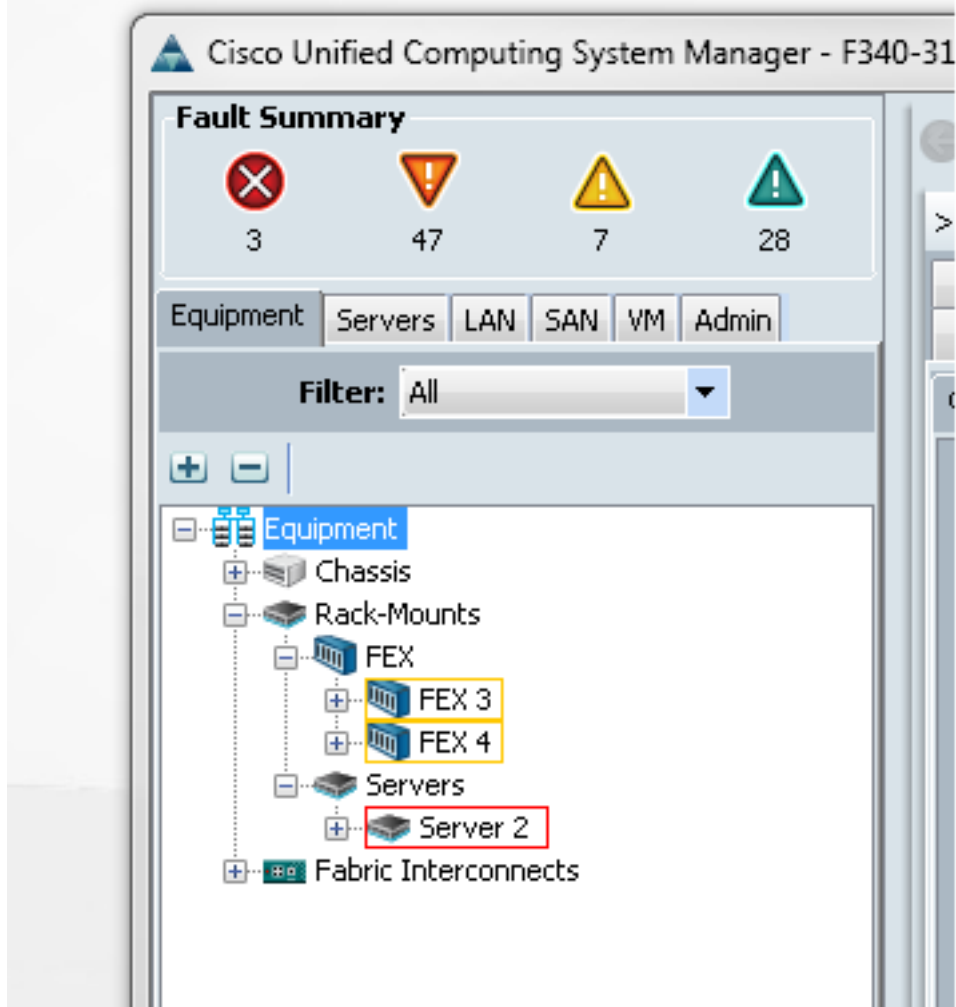 Cisco Unified Computing System Manager - F340-31
Fault Summary
3 47 7 28
Equipment Servers LAN SAN VM Admin
Filter: All
Equipment
Chassis
Rack-Mounts
FEX
FEX 3
FEX 4
Servers
Server 2
Fabric Interconnects